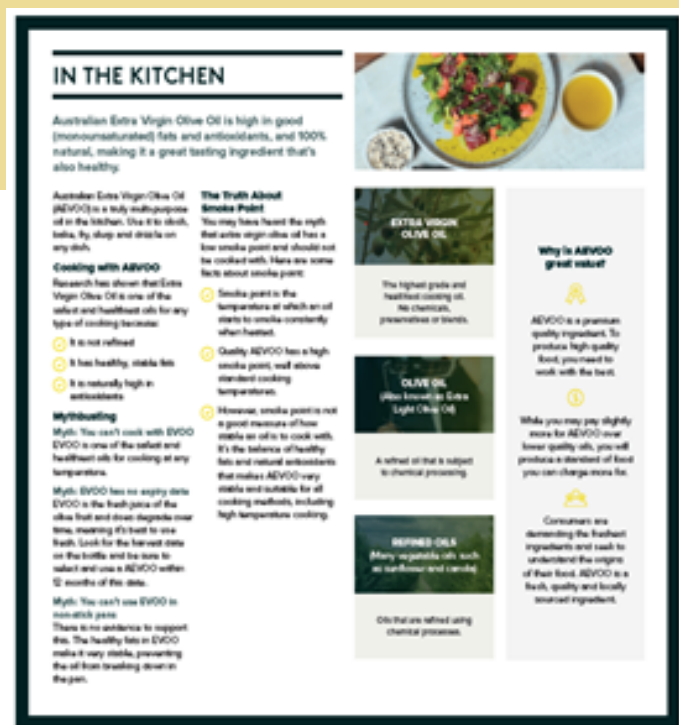 IN THE KITCHEN
Australian Extra Virgin Olive Oil is high in good
(monounsaturated) fats and antioxidants, and 100%
natural, making it a great tasting ingredient that's
also healthy.
Australian Extra Virgin Olive Oil
(AEVOO) is a truly multi-purpose
oil in the kitchen. Use it to
bake, fry, and drizzle on
any dish.
Cooking with AEVOO
Research has shown that Extra
Virgin Olive Oil is one of the
safest and healthiest oils for any
type of cooking because:
It is not refined
It has healthy, stable fats
It is naturally high in
antioxidants
Mythbusting
Myth: You can't cook with EVOO
EVOO is one of the safest and
healthiest oils for cooking at any
temperature.
Myth: EVOO has no expiry date
EVOO is the fresh juice of the
olive fruit and does degrade over
time, meaning it's best to use
fresh. Look for the harvest date
on the bottle and be sure to
select and use a AEVOO within
12 months of this date.
Myth: You can't use EVOO in
non-stick pans
There is no evidence to support
this. The healthy fats in EVOO
make it very stable, preventing
the oil from breaking down in
the pan.
The Truth About
Smoke Point
You may have heard the myth
that extra virgin olive oil has a
low smoke point and should not
be cooked with. Here are some
facts about smoke point:
Smoke point is the
temperature at which an oil
starts to smoke constantly
when heated.
Quality AEVOO has a high
smoke point, well above
standard cooking
temperatures.
However, smoke point is not
a good measure of how
stable an oil is to cook with.
It's the balance of healthy
fats and natural antioxidants
that makes AEVOO very
stable and suitable for all
cooking methods, including
high temperature cooking.
EXTRA VIRGIN
OLIVE OIL
The highest grade and
healthiest cooking oil.
No chemicals,
preservatives or blends.
OLIVE OIL
(Also known as Extra
Light Olive Oil)
A refined oil that is subject
to chemical processing.
REFINED OILS
(Many vegetable oils such
as sunflower and canola)
Oils that are refined using
chemical processes.
Why is AEVOO
great value?
AEVOO is a premium
quality ingredient. To
produce high quality
food, you need to
work with the best.
While you may pay slightly
more for AEVOO over
lower quality oils, you will
produce a standard of food
you can charge more for.
Consumers are
demanding the freshest
ingredients and seek to
understand the origins
of their food. AEVOO is a
fresh, quality and locally
sourced ingredient.